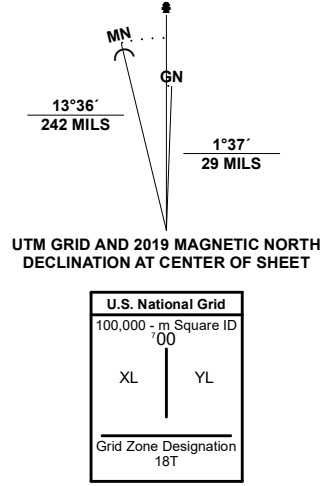 MN
GN
13°36´
242 MILS
1°37´
29 MILS
UTM GRID AND 2019 MAGNETIC NORTH
DECLINATION AT CENTER OF SHEET
U.S. National Grid
100,000 - m Square ID
⁷00
XL YL
Grid Zone Designation
18T